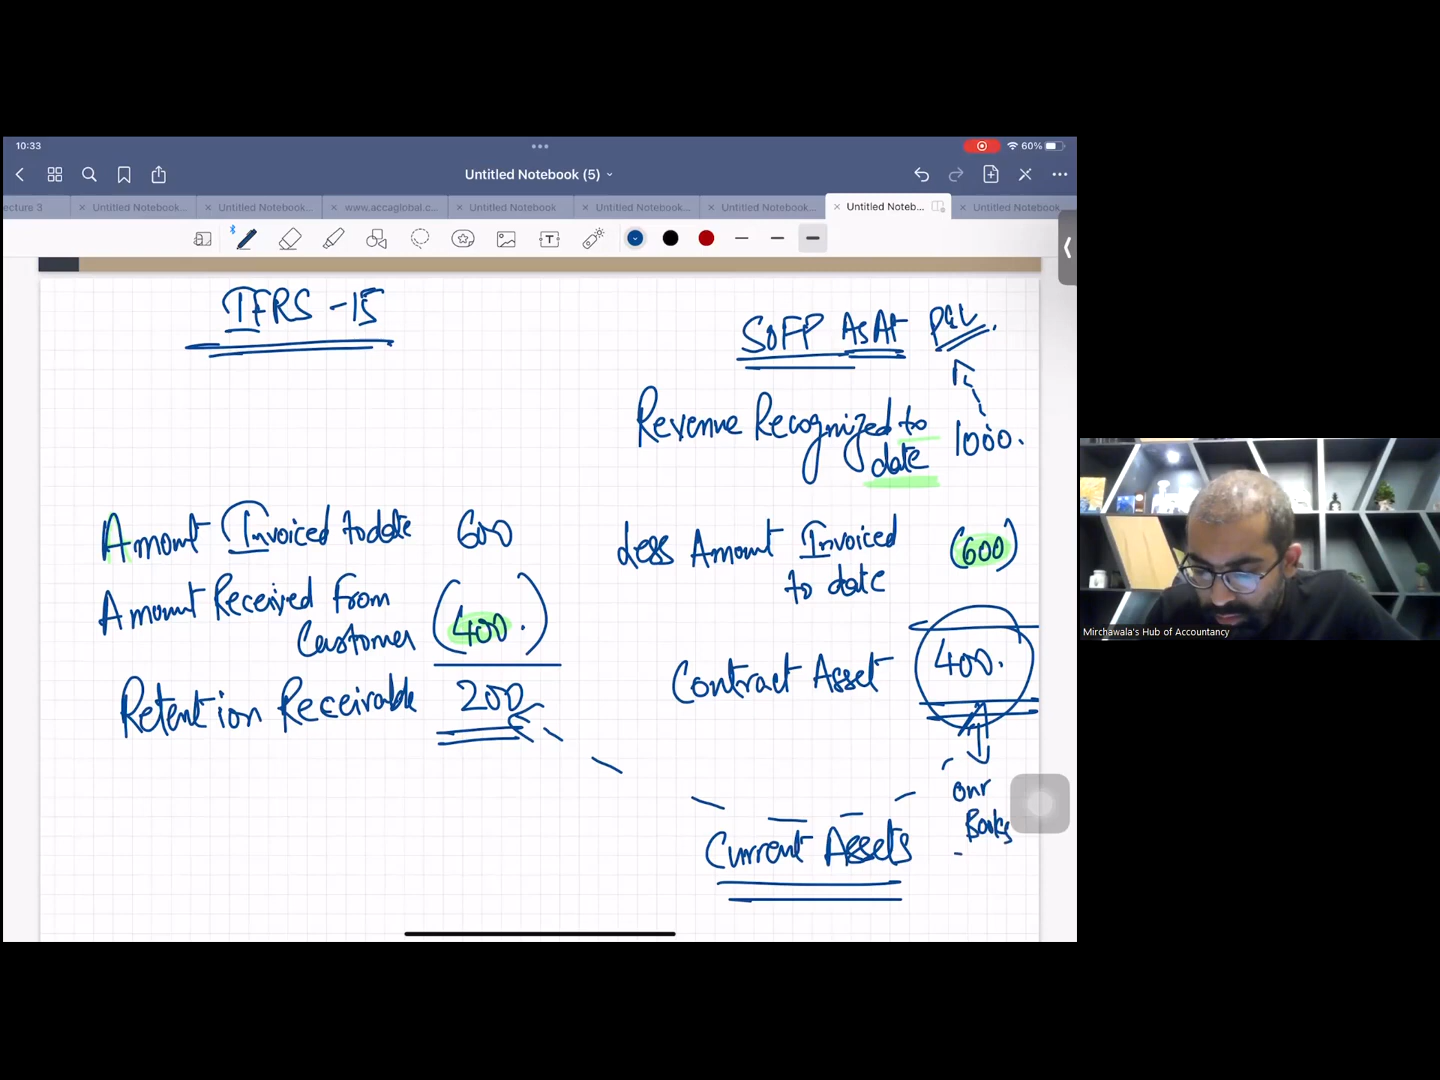 10:33
60%
Untitled Notebook (5)
ecture 3
Untitled Notebook...
Untitled Notebook...
www.accaglobal.c...
Untitled Notebook
Untitled Notebook...
Untitled Notebook...
Untitled Noteb...
Untitled Notebook
IFRS - 15
SOFP As At P&L.
Revenue Recognized to date 1000.
Amount Invoiced to date 600
Less Amount Invoiced to date (600)
Amount Received From Customer (400.)
Contract Asset 400.
Retention Receivable 200
our
Books
Current Assets
Mirchawala's Hub of Accountancy